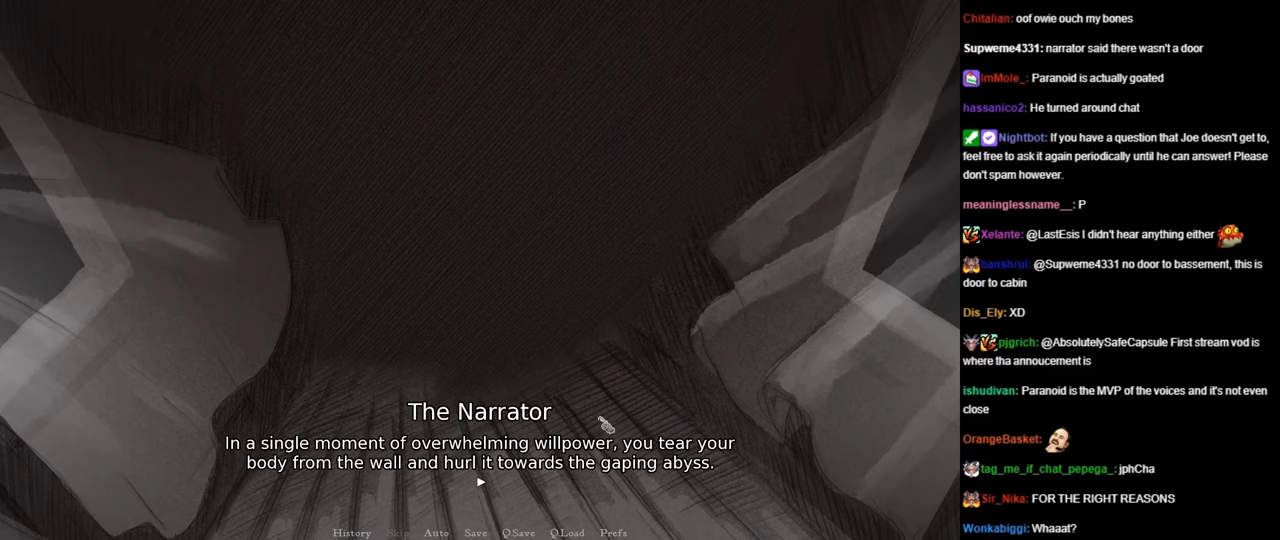 The Narrator
In a single moment of overwhelming willpower, you tear your
body from the wall and hurl it towards the gaping abyss.
History Skip Auto Save Q.Save Q.Load Prefs
Chitalian: oof owie ouch my bones
Supweme4331: narrator said there wasn't a door
ImMole_: Paranoid is actually goated
hassanico2: He turned around chat
Nightbot: If you have a question that Joe doesn't get to,
feel free to ask it again periodically until he can answer! Please
don't spam however.
meaninglessname__: P
Xelante: @LastEsis I didn't hear anything either
banshrul: @Supweme4331 no door to bassement, this is
door to cabin
Dis_Ely: XD
pjgrich: @AbsolutelySafeCapsule First stream vod is
where tha annoucement is
ishudivan: Paranoid is the MVP of the voices and it's not even
close
OrangeBasket:
tag_me_if_chat_pepega_: jphCha
Sir_Nika: FOR THE RIGHT REASONS
Wonkabiggi: Whaaat?